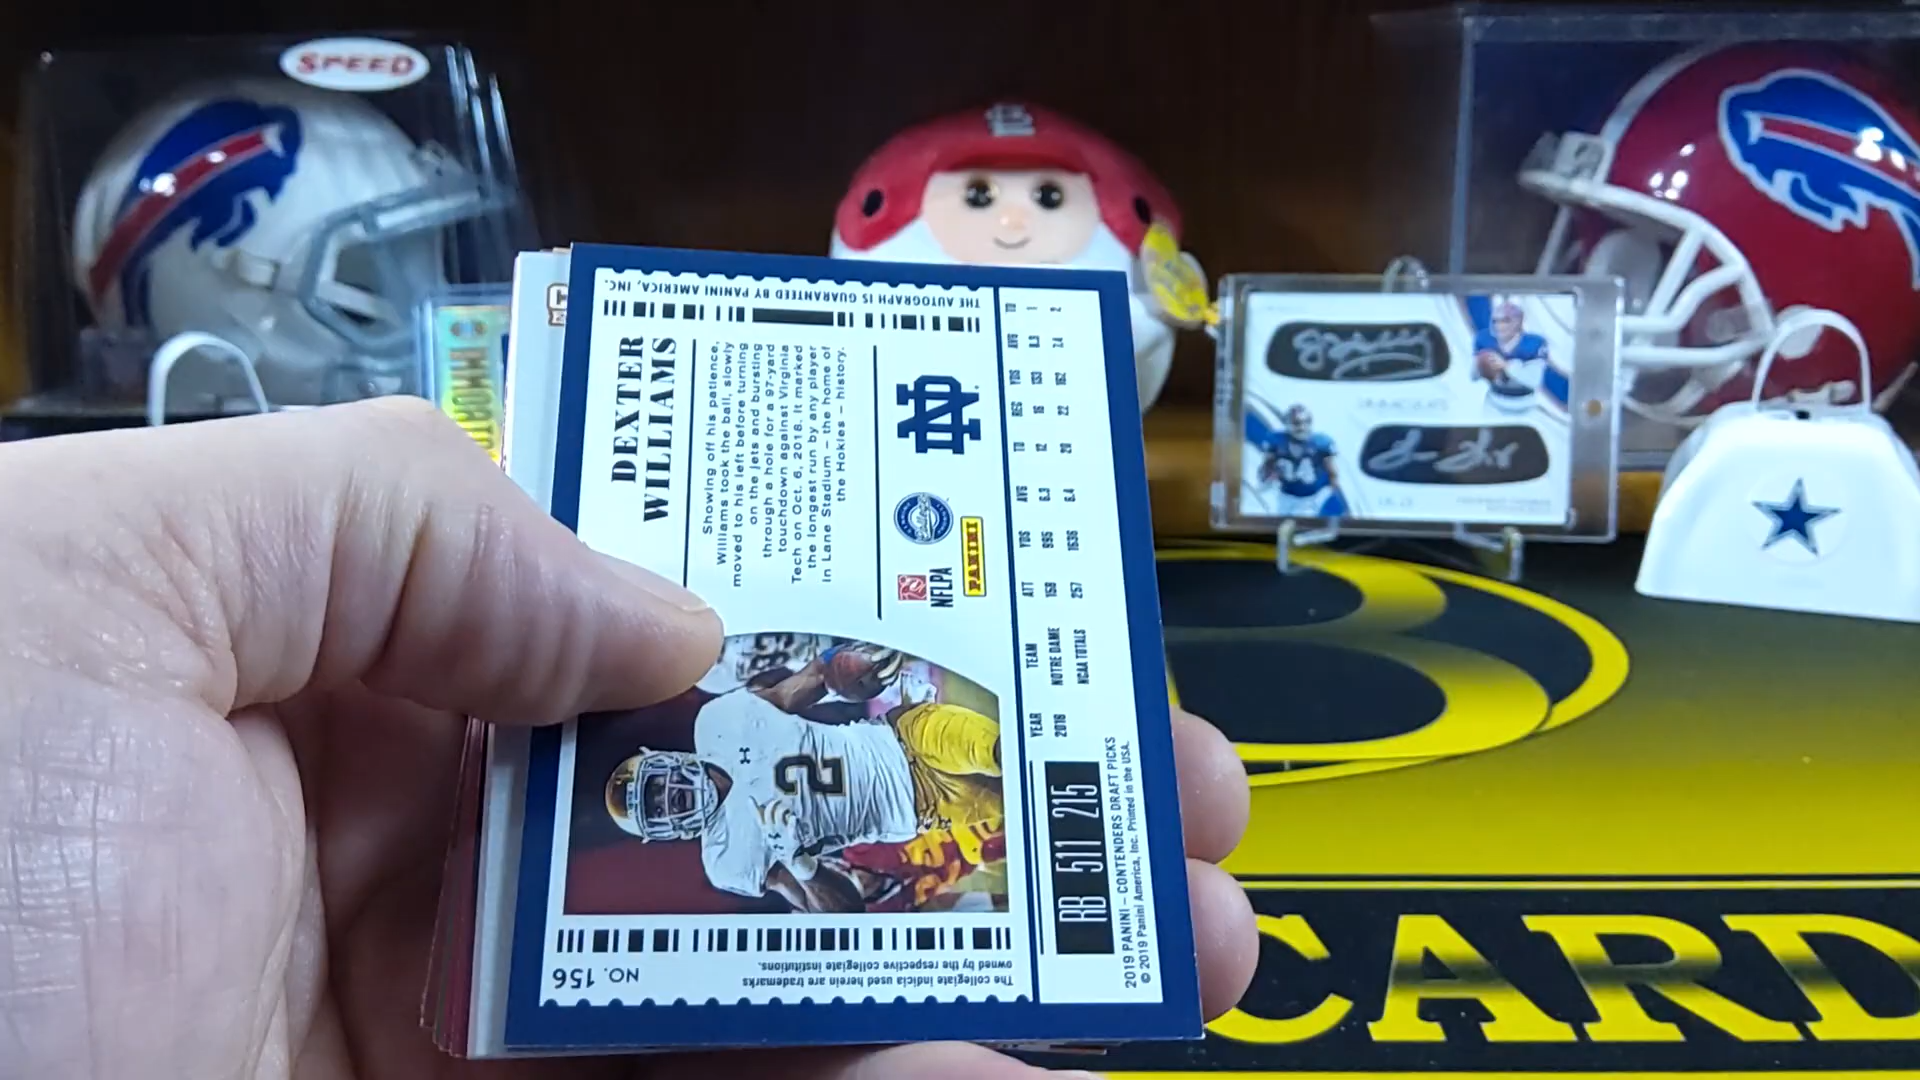 SPEED
THE AUTOGRAPH IS GUARANTEED BY PANINI AMERICA, INC.
DEXTER
WILLIAMS
Showing off his patience,
Williams took the ball, slowly
moved to his left before turning
on the jets and bursting
through a hole for a 97-yard
touchdown against Virginia
Tech on Oct. 6, 2018. It marked
the longest run by any player
in Lane Stadium – the home of
the Hokies – history.
ND
NFLPA
PANINI
YEAR TEAM ATT YDS AVG TD REC YDS AVG TD
2018 NOTRE DAME 158 995 6.3 12 16 133 8.3 1
NCAA TOTALS 257 1636 6.4 20 22 162 7.4 2
RB 511 215
2019 PANINI – CONTENDERS DRAFT PICKS
© 2019 Panini America, Inc. Printed in the USA.
The collegiate indicia used herein are trademarks
owned by the respective collegiate institutions.
NO. 156
2
34
B
CARD